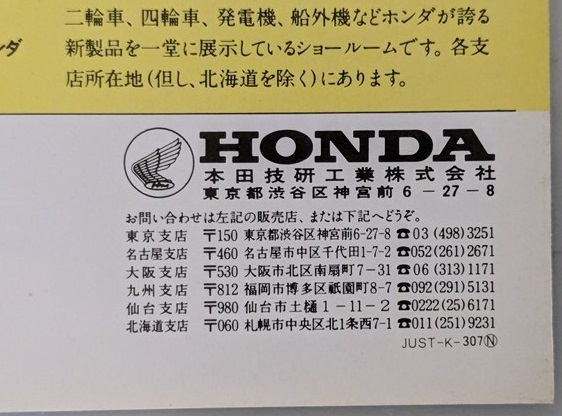 二輪車、四輪車、発電機、船外機などホンダが誇る
新製品を一堂に展示しているショールームです。各支
店所在地(但し、北海道を除く)にあります。
ンダ
HONDA
本田技研工業株式会社
東京都渋谷区神宮前6-27-8
お問い合わせは左記の販売店、または下記へどうぞ。
東京支店 〒150 東京都渋谷区神宮前6-27-8 ☎03(498)3251
名古屋支店 〒460 名古屋市中区千代田1-7-2 ☎052(261)2671
大阪支店 〒530 大阪市北区南扇町7-31 ☎06(313)1171
九州支店 〒812 福岡市博多区祇園町8-7 ☎092(291)5131
仙台支店 〒980 仙台市土樋1-11-2 ☎0222(25)6171
北海道支店 〒060 札幌市中央区北1条西7-1 ☎011(251)9231
JUST-K-307Ⓝ